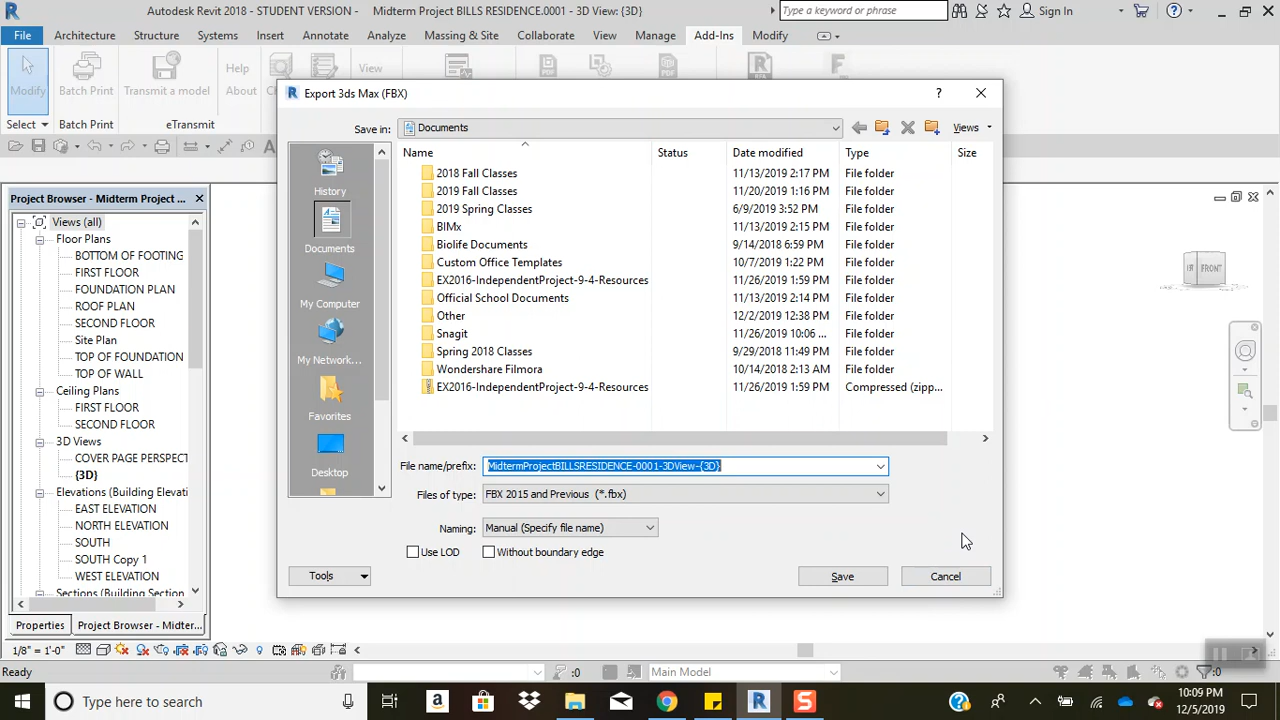 Autodesk Revit 2018 - STUDENT VERSION - Midterm Project BILLS RESIDENCE.0001 - 3D View: {3D}
Type a keyword or phrase
Sign In
File Architecture Structure Systems Insert Annotate Analyze Massing & Site Collaborate View Manage Add-Ins Modify
Modify
Batch Print
Transmit a model
Help
About
View
Select
Batch Print
eTransmit
Export 3ds Max (FBX)
Save in:
Documents
Views
Name Status Date modified Type Size
2018 Fall Classes 11/13/2019 2:17 PM File folder
2019 Fall Classes 11/20/2019 1:16 PM File folder
2019 Spring Classes 6/9/2019 3:52 PM File folder
BIMx 11/13/2019 2:15 PM File folder
Biolife Documents 9/14/2018 6:59 PM File folder
Custom Office Templates 10/7/2019 1:22 PM File folder
EX2016-IndependentProject-9-4-Resources 11/26/2019 1:59 PM File folder
Official School Documents 11/13/2019 2:14 PM File folder
Other 12/2/2019 12:38 PM File folder
Snagit 11/26/2019 10:06 ... File folder
Spring 2018 Classes 9/29/2018 11:49 PM File folder
Wondershare Filmora 10/14/2018 2:13 AM File folder
EX2016-IndependentProject-9-4-Resources 11/26/2019 1:59 PM Compressed (zipp...
History
Documents
My Computer
My Network...
Favorites
Desktop
File name/prefix: MidtermProjectBILLSRESIDENCE-0001-3DView-{3D}
Files of type: FBX 2015 and Previous (*.fbx)
Naming: Manual (Specify file name)
Use LOD
Without boundary edge
Tools
Save
Cancel
Project Browser - Midterm Project ...
Views (all)
Floor Plans
BOTTOM OF FOOTING
FIRST FLOOR
FOUNDATION PLAN
ROOF PLAN
SECOND FLOOR
Site Plan
TOP OF FOUNDATION
TOP OF WALL
Ceiling Plans
FIRST FLOOR
SECOND FLOOR
3D Views
COVER PAGE PERSPECT
{3D}
Elevations (Building Elevation
EAST ELEVATION
NORTH ELEVATION
SOUTH
SOUTH Copy 1
WEST ELEVATION
Sections (Building Section
Properties
Project Browser - Midter...
FRONT
1/8" = 1'-0"
Ready
:0
Main Model
:0
Type here to search
10:09 PM
12/5/2019